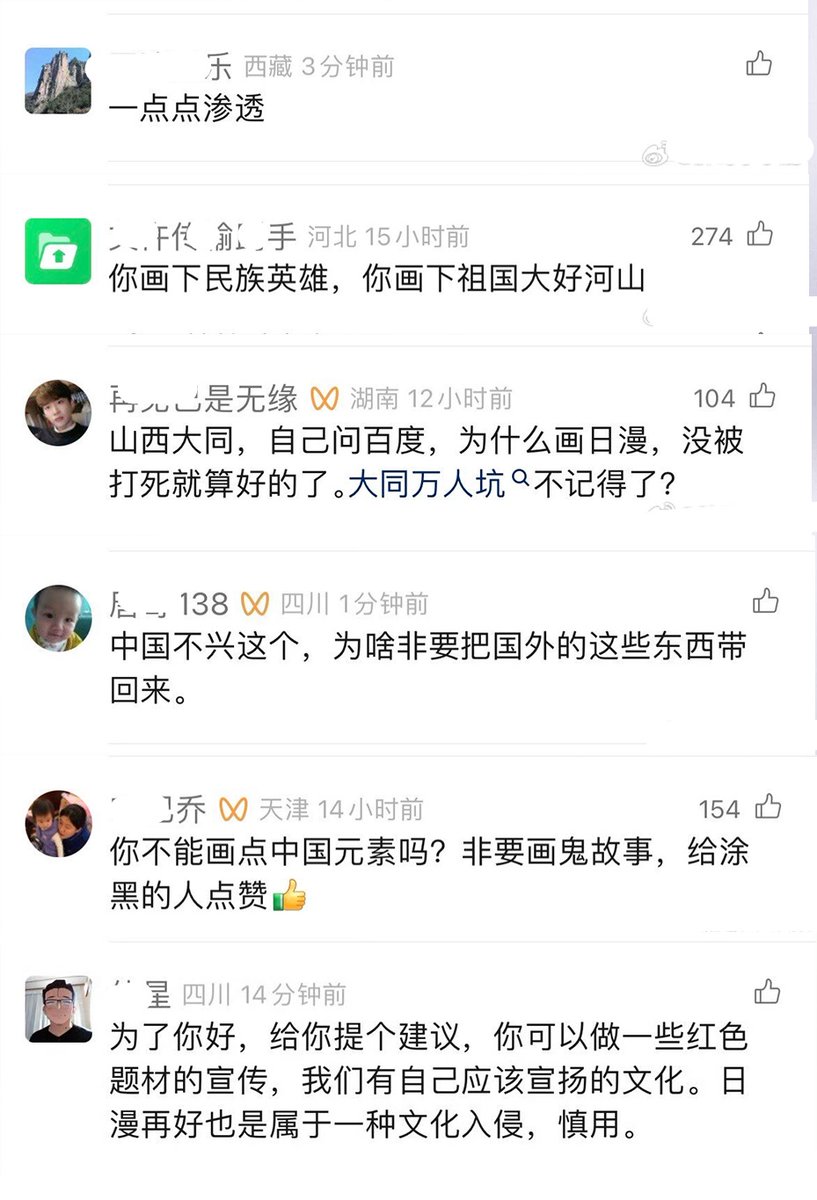 乐 西藏 3分钟前
一点点渗透
手 河北 15小时前 274
你画下民族英雄，你画下祖国大好河山
是无缘 湖南 12小时前 104
山西大同，自己问百度，为什么画日漫，没被
打死就算好的了。大同万人坑不记得了？
138 四川 1分钟前
中国不兴这个，为啥非要把国外的这些东西带
回来。
乔 天津 14小时前 154
你不能画点中国元素吗？非要画鬼故事，给涂
黑的人点赞👍
星 四川 14分钟前
为了你好，给你提个建议，你可以做一些红色
题材的宣传，我们有自己应该宣扬的文化。日
漫再好也是属于一种文化入侵，慎用。